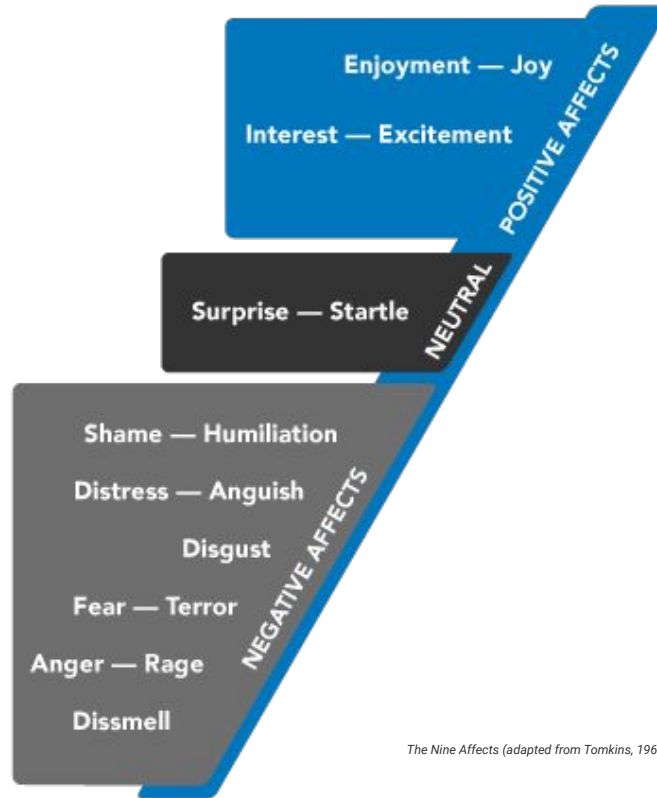 Enjoyment — Joy
Interest — Excitement
POSITIVE AFFECTS
Surprise — Startle
NEUTRAL
Shame — Humiliation
Distress — Anguish
Disgust
Fear — Terror
Anger — Rage
Dissmell
NEGATIVE AFFECTS
The Nine Affects (adapted from Tomkins, 196